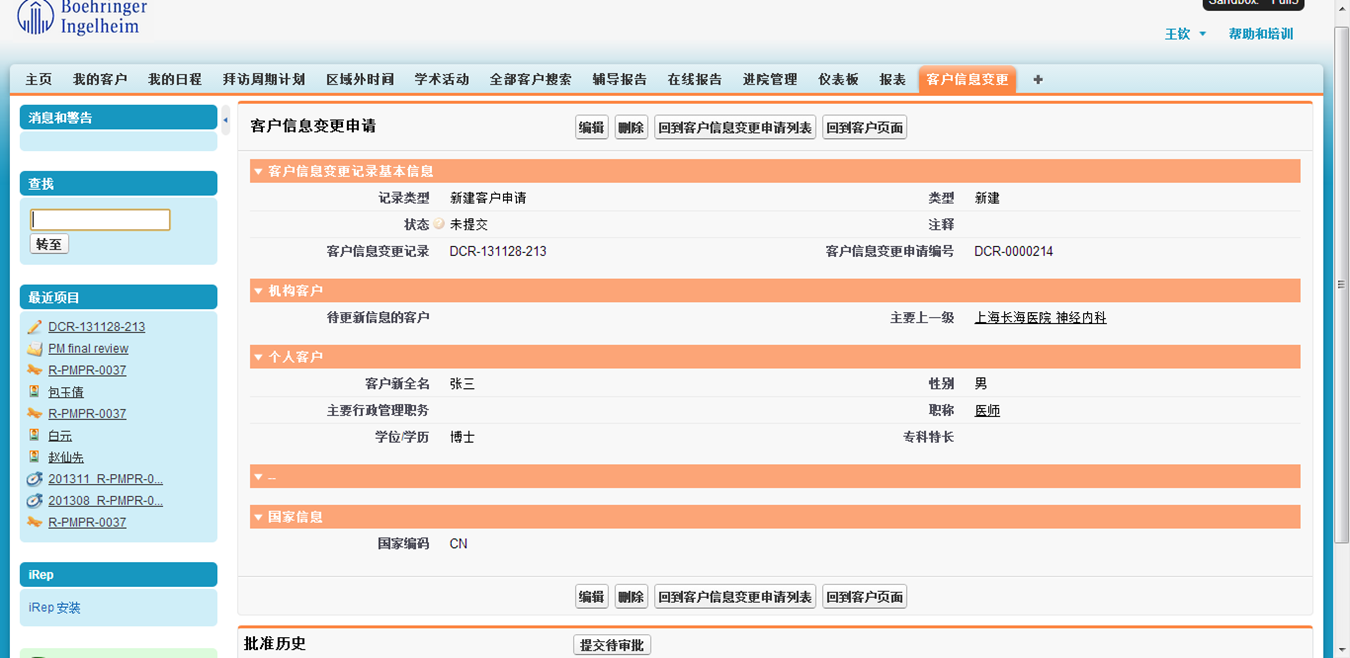 Boehringer
Ingelheim
Sandbox: Full3
王钦 帮助和培训
主页 我的客户 我的日程 拜访周期计划 区域外时间 学术活动 全部客户搜索 辅导报告 在线报告 进院管理 仪表板 报表 客户信息变更 +
消息和警告
查找
转至
最近项目
DCR-131128-213
PM final review
R-PMPR-0037
包玉倩
R-PMPR-0037
白元
赵仙先
201311_R-PMPR-0...
201308_R-PMPR-0...
R-PMPR-0037
iRep
iRep 安装
客户信息变更申请 编辑 删除 回到客户信息变更申请列表 回到客户页面
客户信息变更记录基本信息
记录类型 新建客户申请 类型 新建
状态 未提交 注释
客户信息变更记录 DCR-131128-213 客户信息变更申请编号 DCR-0000214
机构客户
待更新信息的客户 主要上一级 上海长海医院 神经内科
个人客户
客户新全名 张三 性别 男
主要行政管理职务 职称 医师
学位/学历 博士 专科特长
--
国家信息
国家编码 CN
编辑 删除 回到客户信息变更申请列表 回到客户页面
批准历史 提交待审批